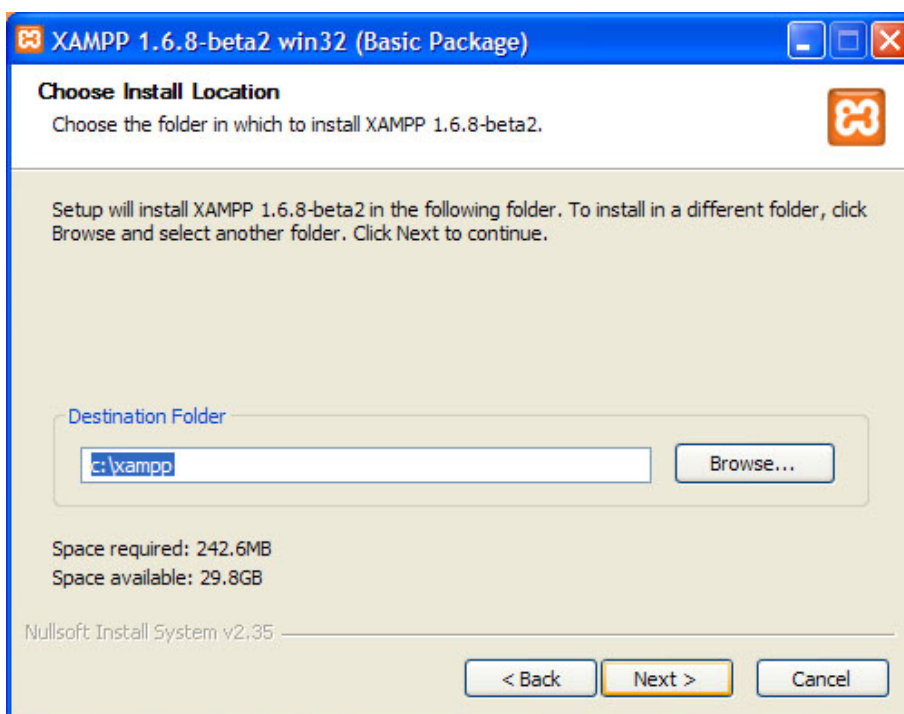 XAMPP 1.6.8-beta2 win32 (Basic Package)
Choose Install Location
Choose the folder in which to install XAMPP 1.6.8-beta2.
Setup will install XAMPP 1.6.8-beta2 in the following folder. To install in a different folder, click
Browse and select another folder. Click Next to continue.
Destination Folder
c:\xampp
Browse...
Space required: 242.6MB
Space available: 29.8GB
Nullsoft Install System v2.35
< Back
Next >
Cancel